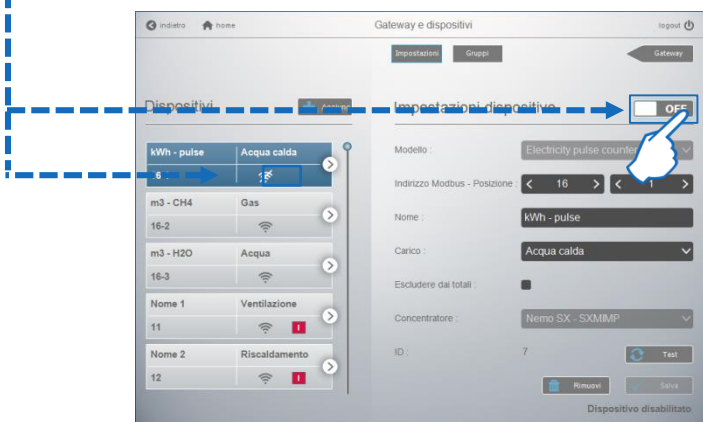 indietro home Gateway e dispositivi logout
Impostazioni Gruppi Gateway
Dispositivi Aggiungi
Impostazioni dispositivo OFF
kWh - pulse Acqua calda
m3 - CH4 Gas
16-2
m3 - H2O Acqua
16-3
Nome 1 Ventilazione
11 I
Nome 2 Riscaldamento
12 I
Modello : Electricity pulse counter
Indirizzo Modbus - Posizione : < 16 > < 1 >
Nome : kWh - pulse
Carico : Acqua calda
Escludere dai totali :
Concentratore : Nemo SX - SXMIMP
ID : 7 Test
Rimuovi Salva
Dispositivo disabilitato